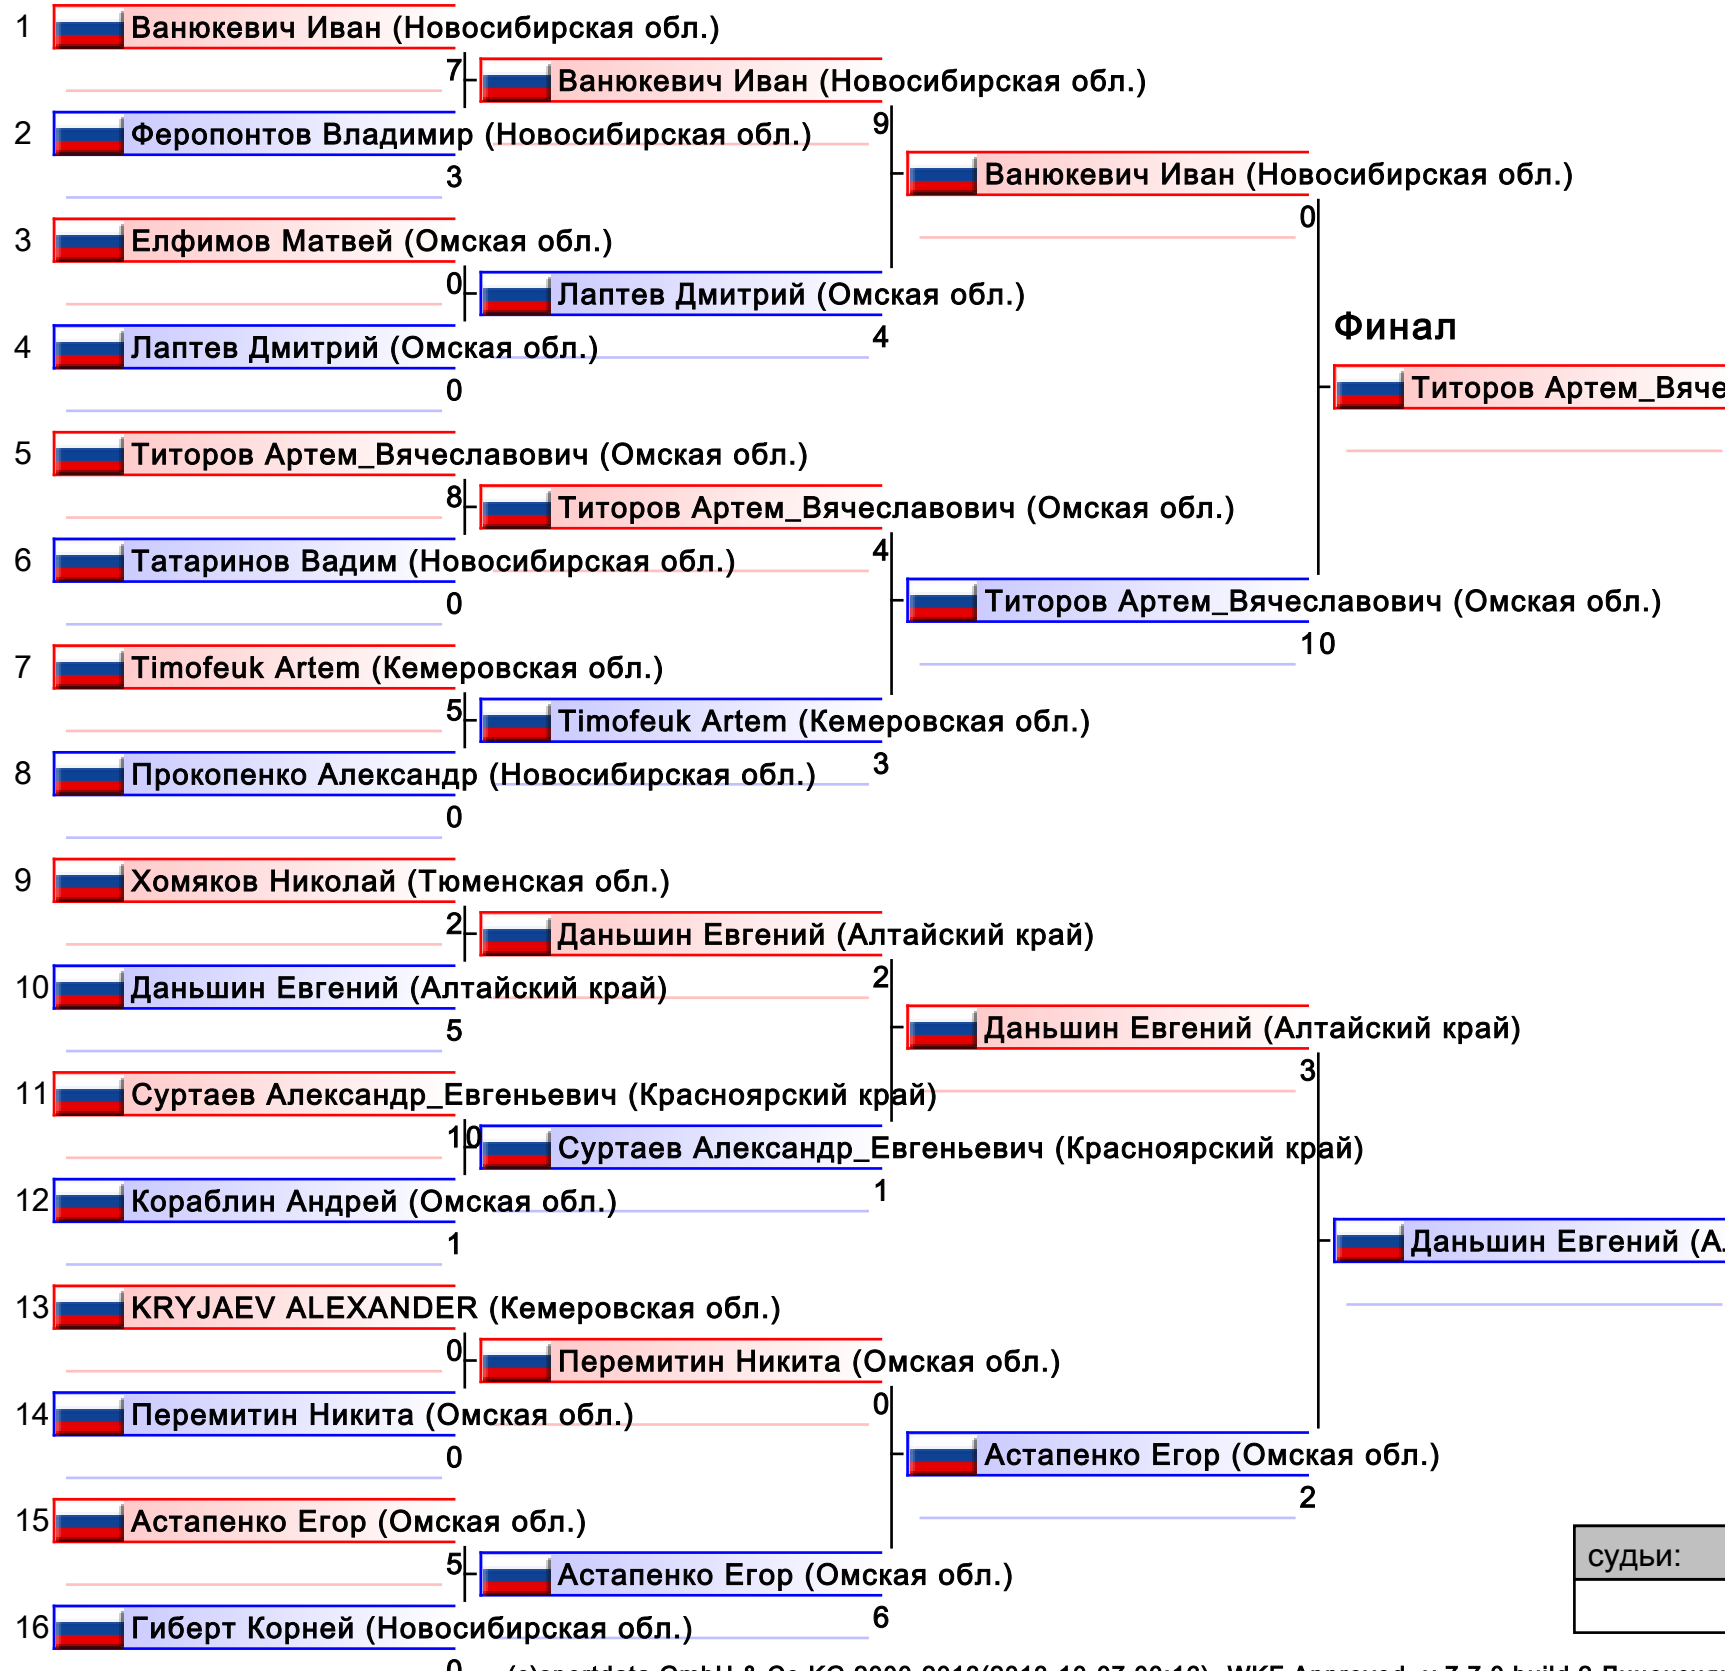 1 Ванюкевич Иван (Новосибирская обл.)
7 Ванюкевич Иван (Новосибирская обл.)
2 Феропонтов Владимир (Новосибирская обл.)
9
3
Ванюкевич Иван (Новосибирская обл.)
0
3 Елфимов Матвей (Омская обл.)
0 Лаптев Дмитрий (Омская обл.)
4
Финал
4 Лаптев Дмитрий (Омская обл.)
0
Титоров Артем_Вяче
5 Титоров Артем_Вячеславович (Омская обл.)
8 Титоров Артем_Вячеславович (Омская обл.)
4
6 Татаринов Вадим (Новосибирская обл.)
0
Титоров Артем_Вячеславович (Омская обл.)
10
7 Timofeuk Artem (Кемеровская обл.)
5 Timofeuk Artem (Кемеровская обл.)
3
8 Прокопенко Александр (Новосибирская обл.)
0
9 Хомяков Николай (Тюменская обл.)
2 Даньшин Евгений (Алтайский край)
2
10 Даньшин Евгений (Алтайский край)
5
Даньшин Евгений (Алтайский край)
3
11 Суртаев Александр_Евгеньевич (Красноярский край)
10 Суртаев Александр_Евгеньевич (Красноярский край)
1
12 Кораблин Андрей (Омская обл.)
1
Даньшин Евгений (А
13 KRYJAEV ALEXANDER (Кемеровская обл.)
0 Перемитин Никита (Омская обл.)
0
14 Перемитин Никита (Омская обл.)
0
Астапенко Егор (Омская обл.)
2
15 Астапенко Егор (Омская обл.)
5 Астапенко Егор (Омская обл.)
6
судьи:
16 Гиберт Корней (Новосибирская обл.)
0